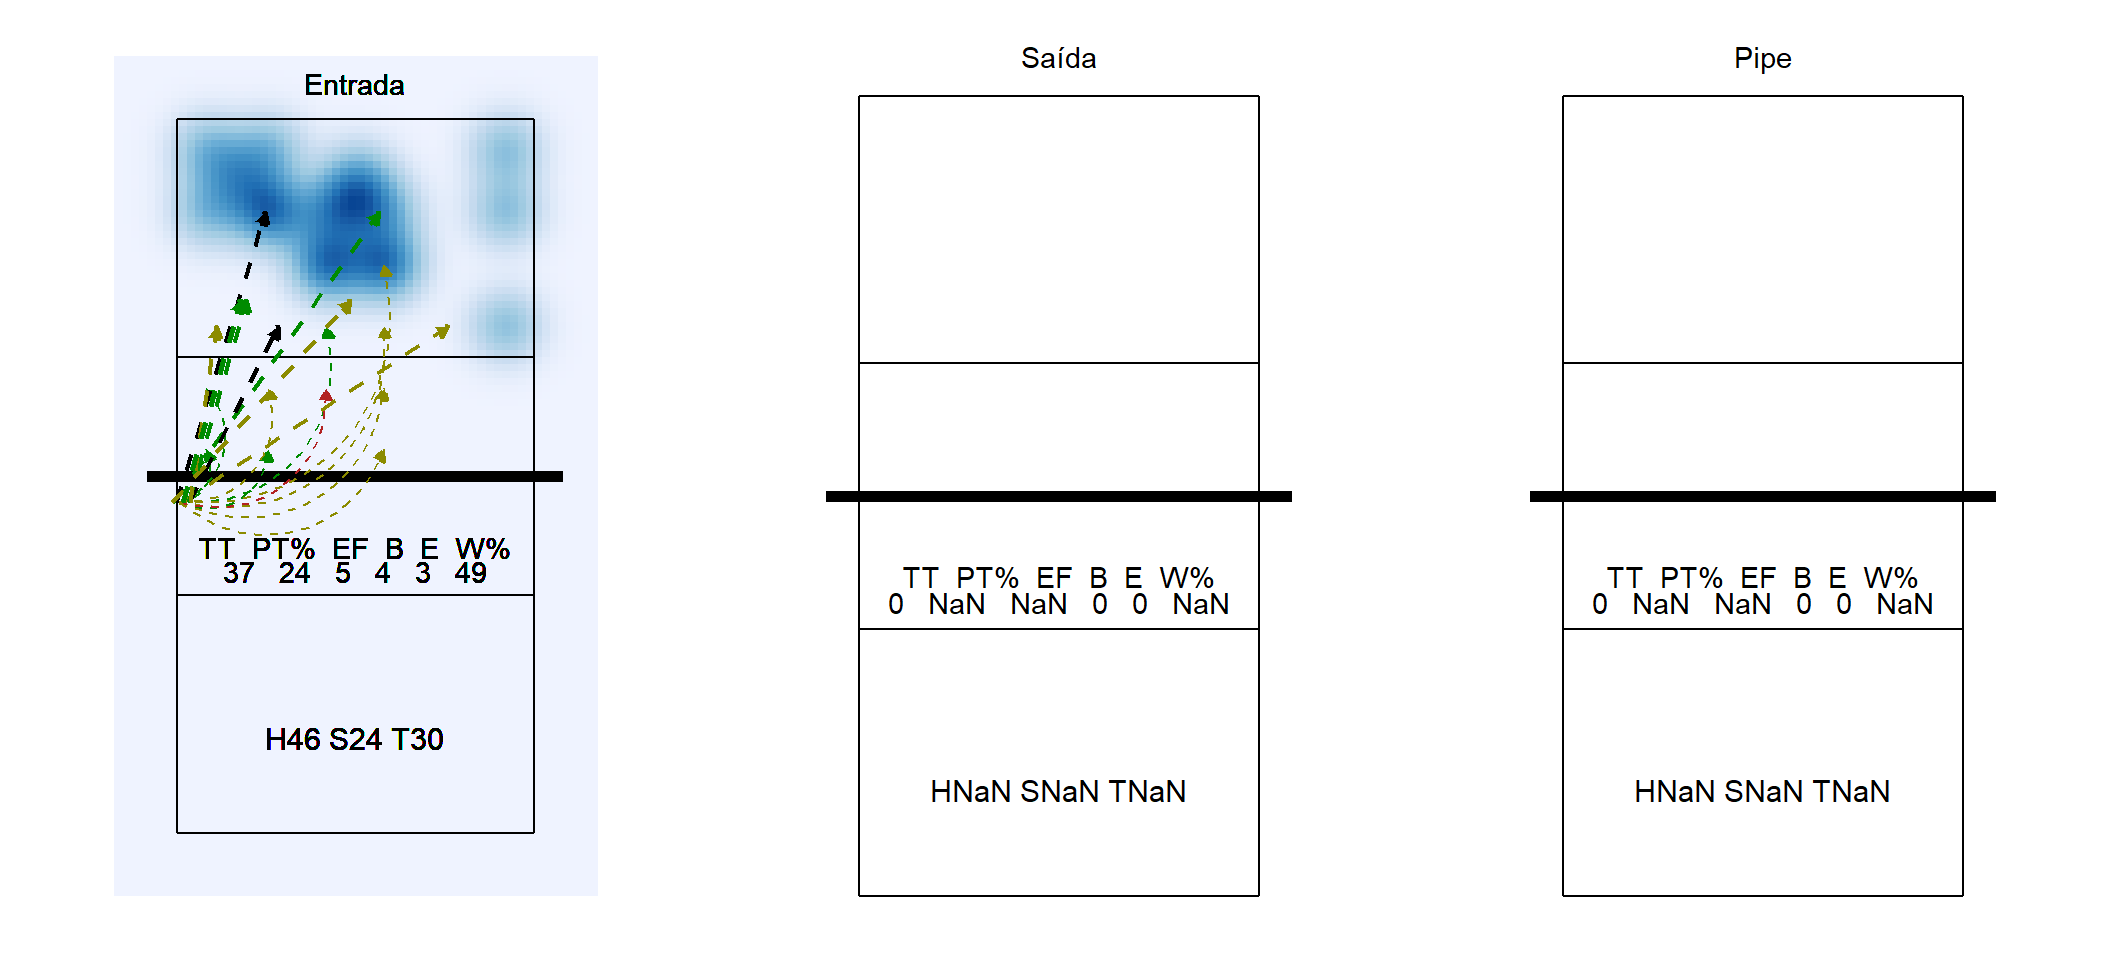 Entrada
TT PT% EF B E W%
37 24 5 4 3 49
H46 S24 T30
Saída
TT PT% EF B E W%
0 NaN NaN 0 0 NaN
HNaN SNaN TNaN
Pipe
TT PT% EF B E W%
0 NaN NaN 0 0 NaN
HNaN SNaN TNaN